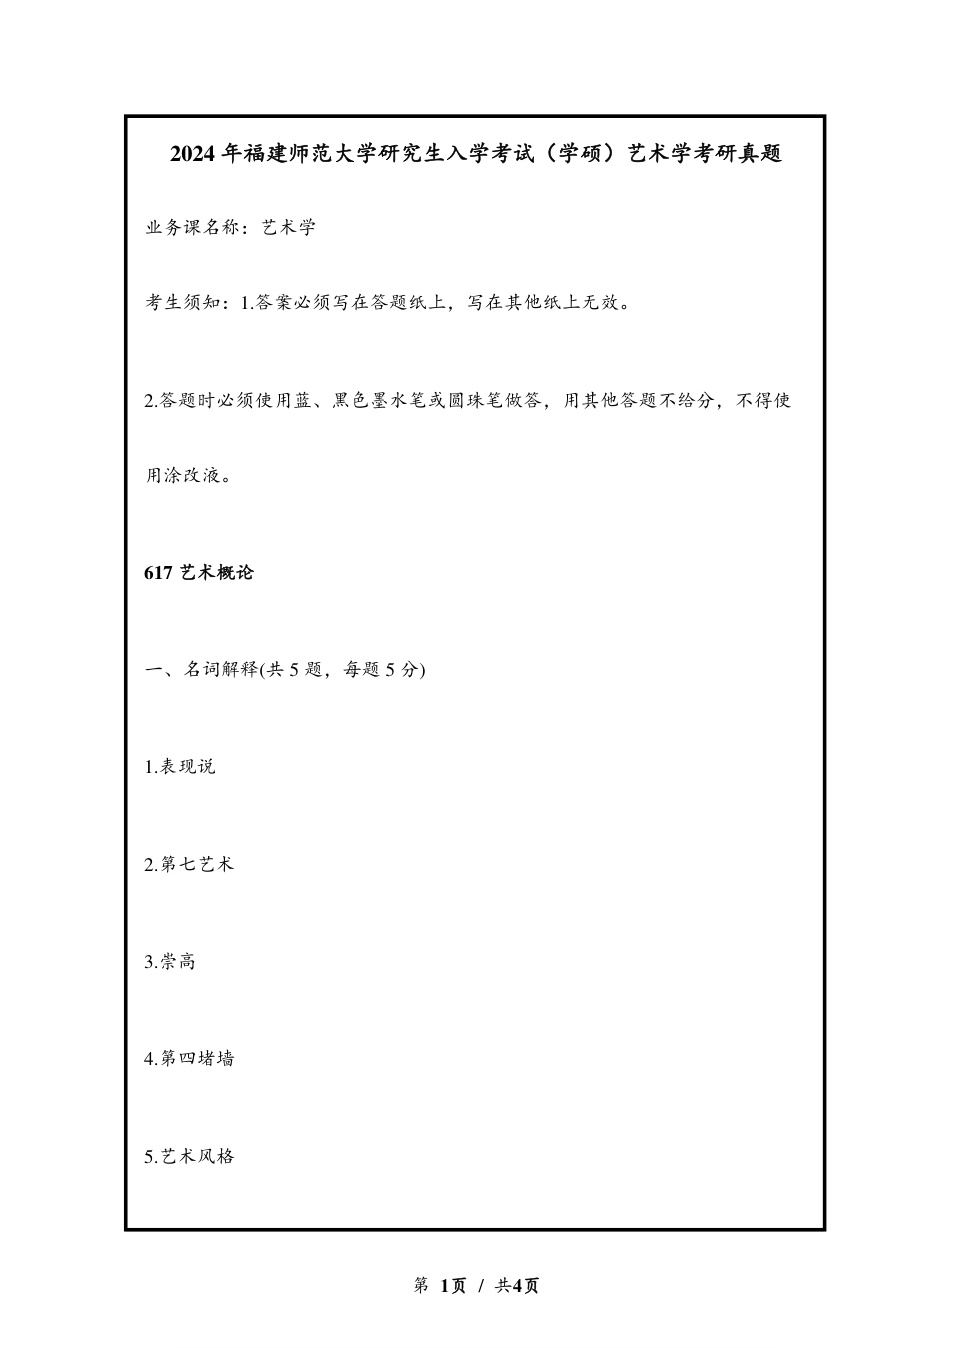 2024 年福建师范大学研究生入学考试（学硕）艺术学考研真题
业务课名称：艺术学
考生须知：1.答案必须写在答题纸上，写在其他纸上无效。
2.答题时必须使用蓝、黑色墨水笔或圆珠笔做答，用其他答题不给分，不得使
用涂改液。
617 艺术概论
一、名词解释(共 5 题，每题 5 分)
1.表现说
2.第七艺术
3.崇高
4.第四堵墙
5.艺术风格
第 1页 / 共4页